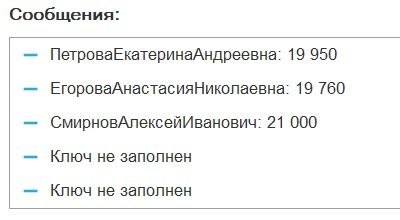 Сообщения:
— ПетроваЕкатеринаАндреевна: 19 950
— ЕгороваАнастасияНиколаевна: 19 760
— СмирновАлексейИванович: 21 000
— Ключ не заполнен
— Ключ не заполнен